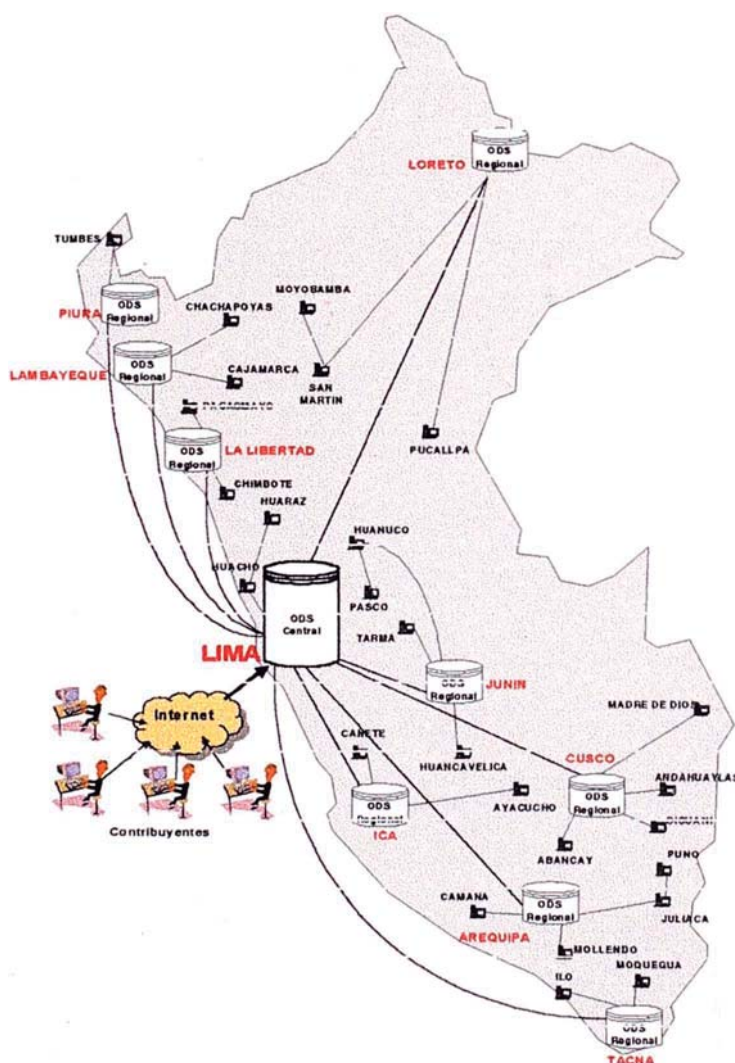 ODS
Regional
LORETO
TUMBES
ODS
Regional
PIURA
CHACHAPOYAS
MOYOBAMBA
ODS
Regional
LAMBAYEQUE
CAJAMARCA
SAN
MARTIN
PACASMAYO
ODS
Regional
LA LIBERTAD
PUCALLPA
CHIMBOTE
HUARAZ
HUANUCO
HUACHO
ODS
Central
LIMA
PASCO
TARMA
ODS
Regional
JUNIN
MADRE DE DIOS
Internet
CAÑETE
HUANCAVELICA
CUSCO
ODS
Regional
ANDAHUAYLAS
Contribuyentes
ODS
Regional
ICA
AYACUCHO
ABANCAY
PUNO
CAMANA
ODS
Regional
AREQUIPA
JULIACA
MOLLENDO
MOQUEGUA
ILO
ODS
Regional
TACNA